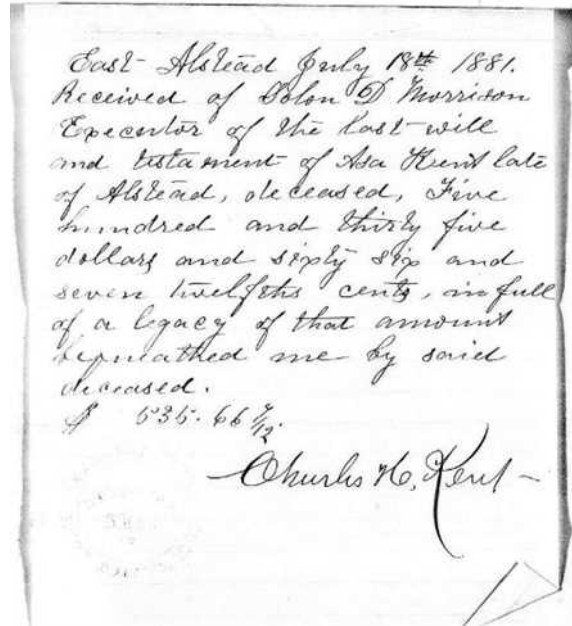 East Alstead July 18th 1881.
Received of Solon D Morrison
Executor of the last will
and testament of Asa Kent late
of Alstead, deceased, Five
hundred and thirty five
dollars and sixty six and
seven twelfths cents, in full
of a legacy of that amount
bequeathed me by said
deceased.
$ 535.66 7/12
Charles H. Kent